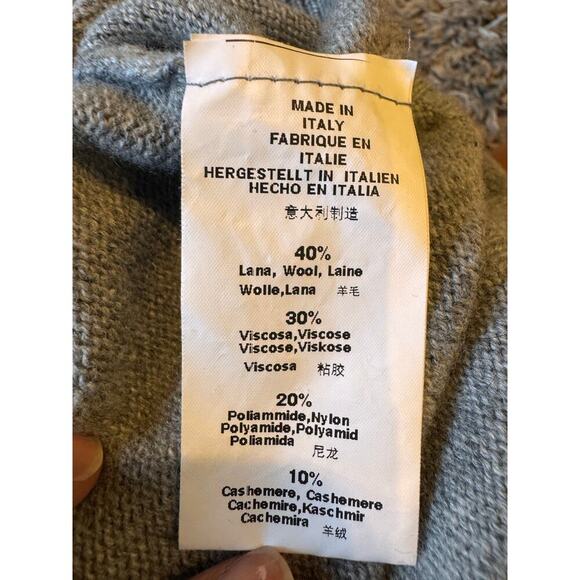 MADE IN
ITALY
FABRIQUE EN
ITALIE
HERGESTELLT IN ITALIEN
HECHO EN ITALIA
意大利制造
40%
Lana, Wool, Laine
Wolle,Lana 羊毛
30%
Viscosa,Viscose
Viscose,Viskose
Viscosa 粘胶
20%
Poliammide,Nylon
Polyamide,Polyamid
Poliamida 尼龙
10%
Cashemere, Cashemere
Cachemire,Kaschmir
Cachemira 羊绒